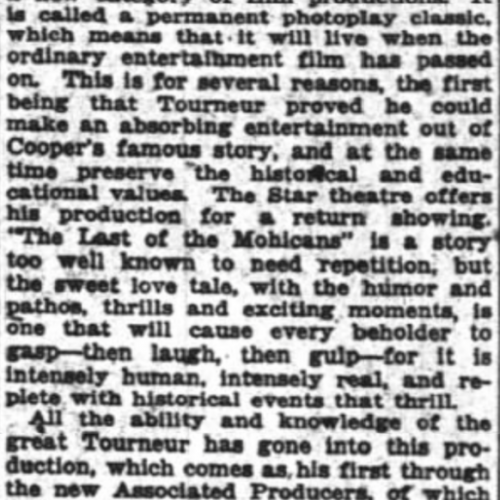 is called a permanent photoplay classic,
which means that it will live when the
ordinary entertainment film has passed
on. This is for several reasons, the first
being that Tourneur proved he could
make an absorbing entertainment out of
Cooper's famous story, and at the same
time preserve the historical and edu-
cational values. The Star theatre offers
his production for a return showing.
"The Last of the Mohicans" is a story
too well known to need repetition, but
the sweet love tale, with the humor and
pathos, thrills and exciting moments, is
one that will cause every beholder to
gasp—then laugh, then gulp—for it is
intensely human, intensely real, and re-
plete with historical events that thrill.
All the ability and knowledge of the
great Tourneur has gone into this pro-
duction, which comes as his first through
the new Associated Producers, of which